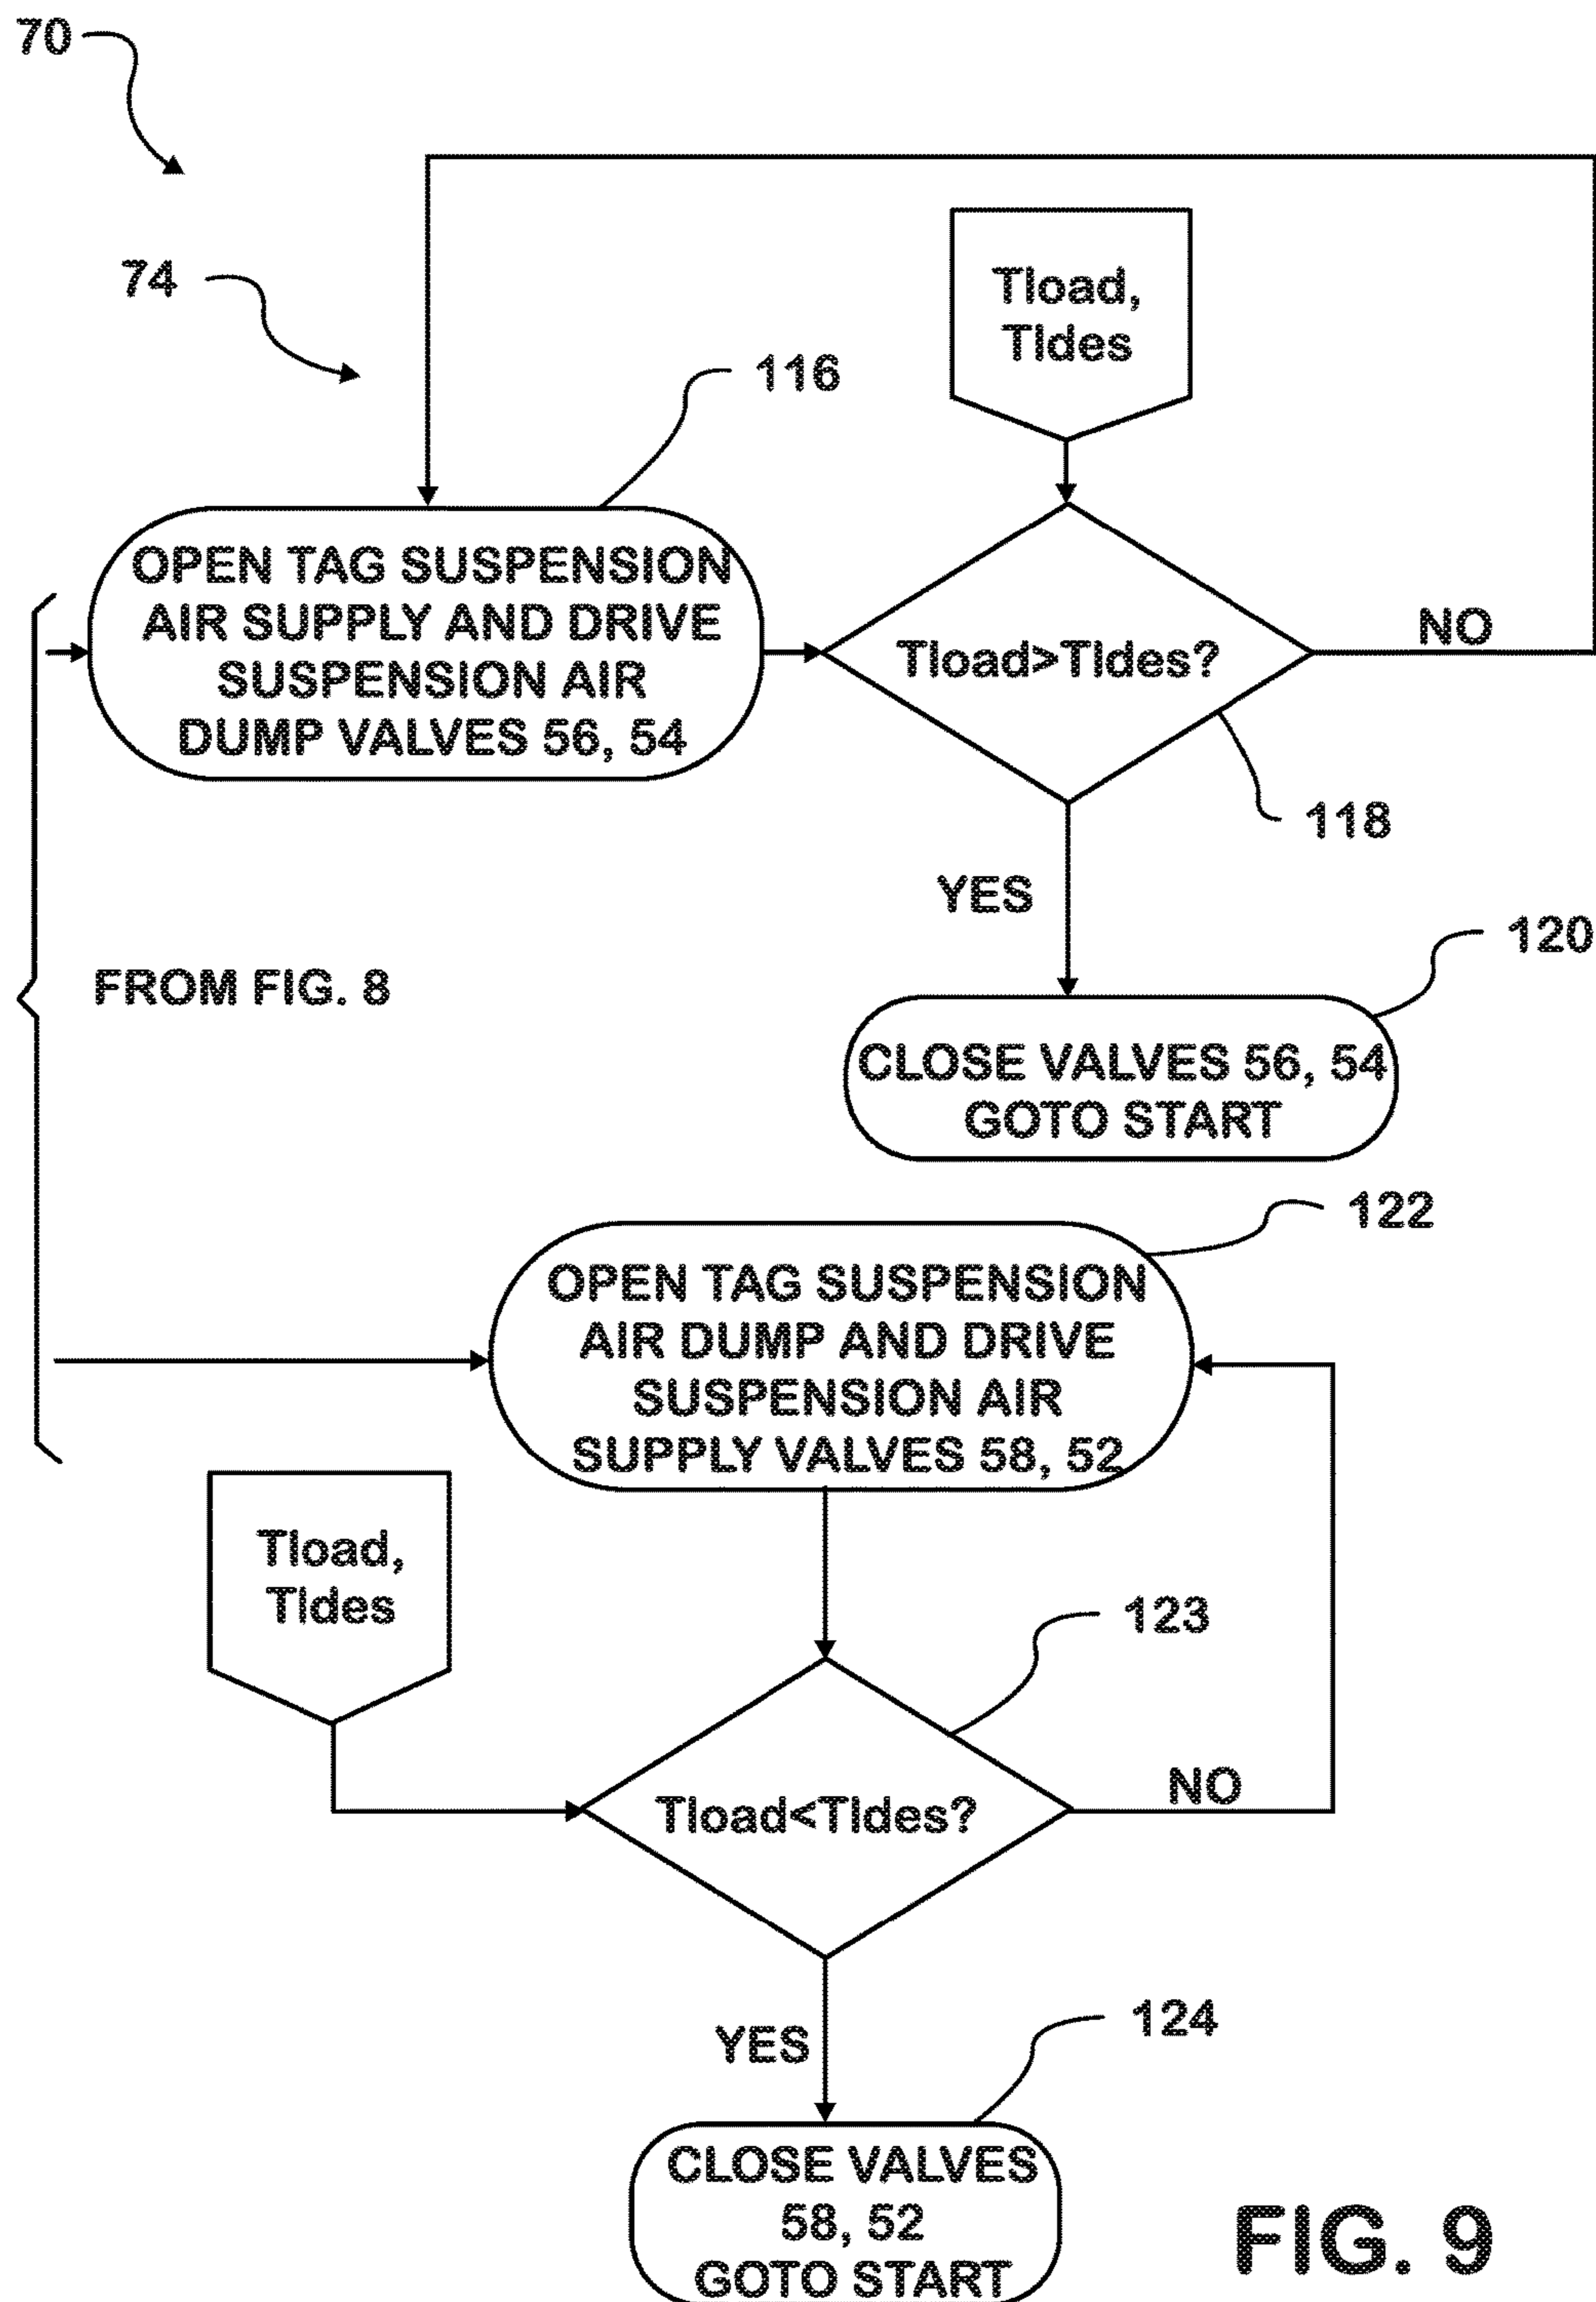 70
74
Tload,
Tldes
116
OPEN TAG SUSPENSION
AIR SUPPLY AND DRIVE
SUSPENSION AIR
DUMP VALVES 56, 54
Tload>Tldes?
NO
118
YES
120
FROM FIG. 8
CLOSE VALVES 56, 54
GOTO START
122
OPEN TAG SUSPENSION
AIR DUMP AND DRIVE
SUSPENSION AIR
SUPPLY VALVES 58, 52
Tload,
Tldes
123
Tload<Tldes?
NO
YES
124
CLOSE VALVES
58, 52
GOTO START
FIG. 9